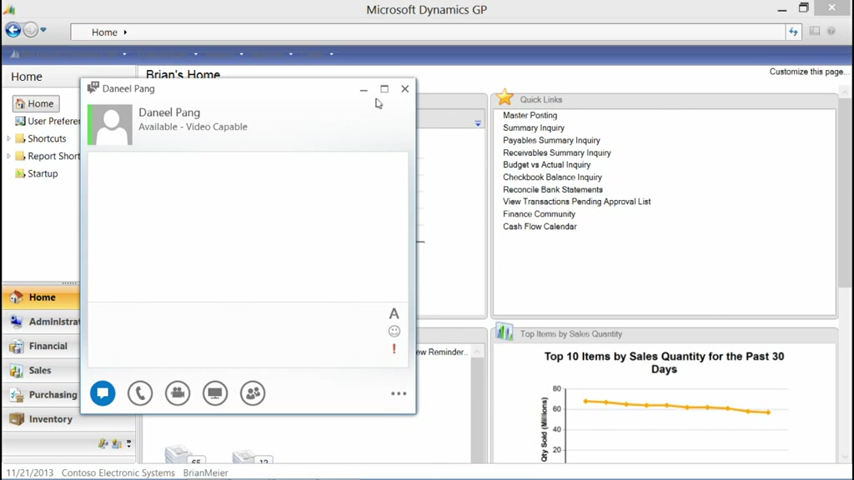 Microsoft Dynamics GP
Home
Home
Brian's Home
Customize this page...
Home
User Prefere
Shortcuts
Report Short
Startup
Daneel Pang
Daneel Pang
Available - Video Capable
A
!
Quick Links
Master Posting
Summary Inquiry
Payables Summary Inquiry
Receivables Summary Inquiry
Budget vs Actual Inquiry
Checkbook Balance Inquiry
Reconcile Bank Statements
View Transactions Pending Approval List
Finance Community
Cash Flow Calendar
Home
Administrat
Financial
Sales
Purchasing
Inventory
ew Reminder..
65
12
Top Items by Sales Quantity
Top 10 Items by Sales Quantity for the Past 30
Days
Qty Sold (Millions)
80
60
40
20
11/21/2013 Contoso Electronic Systems BrianMeier